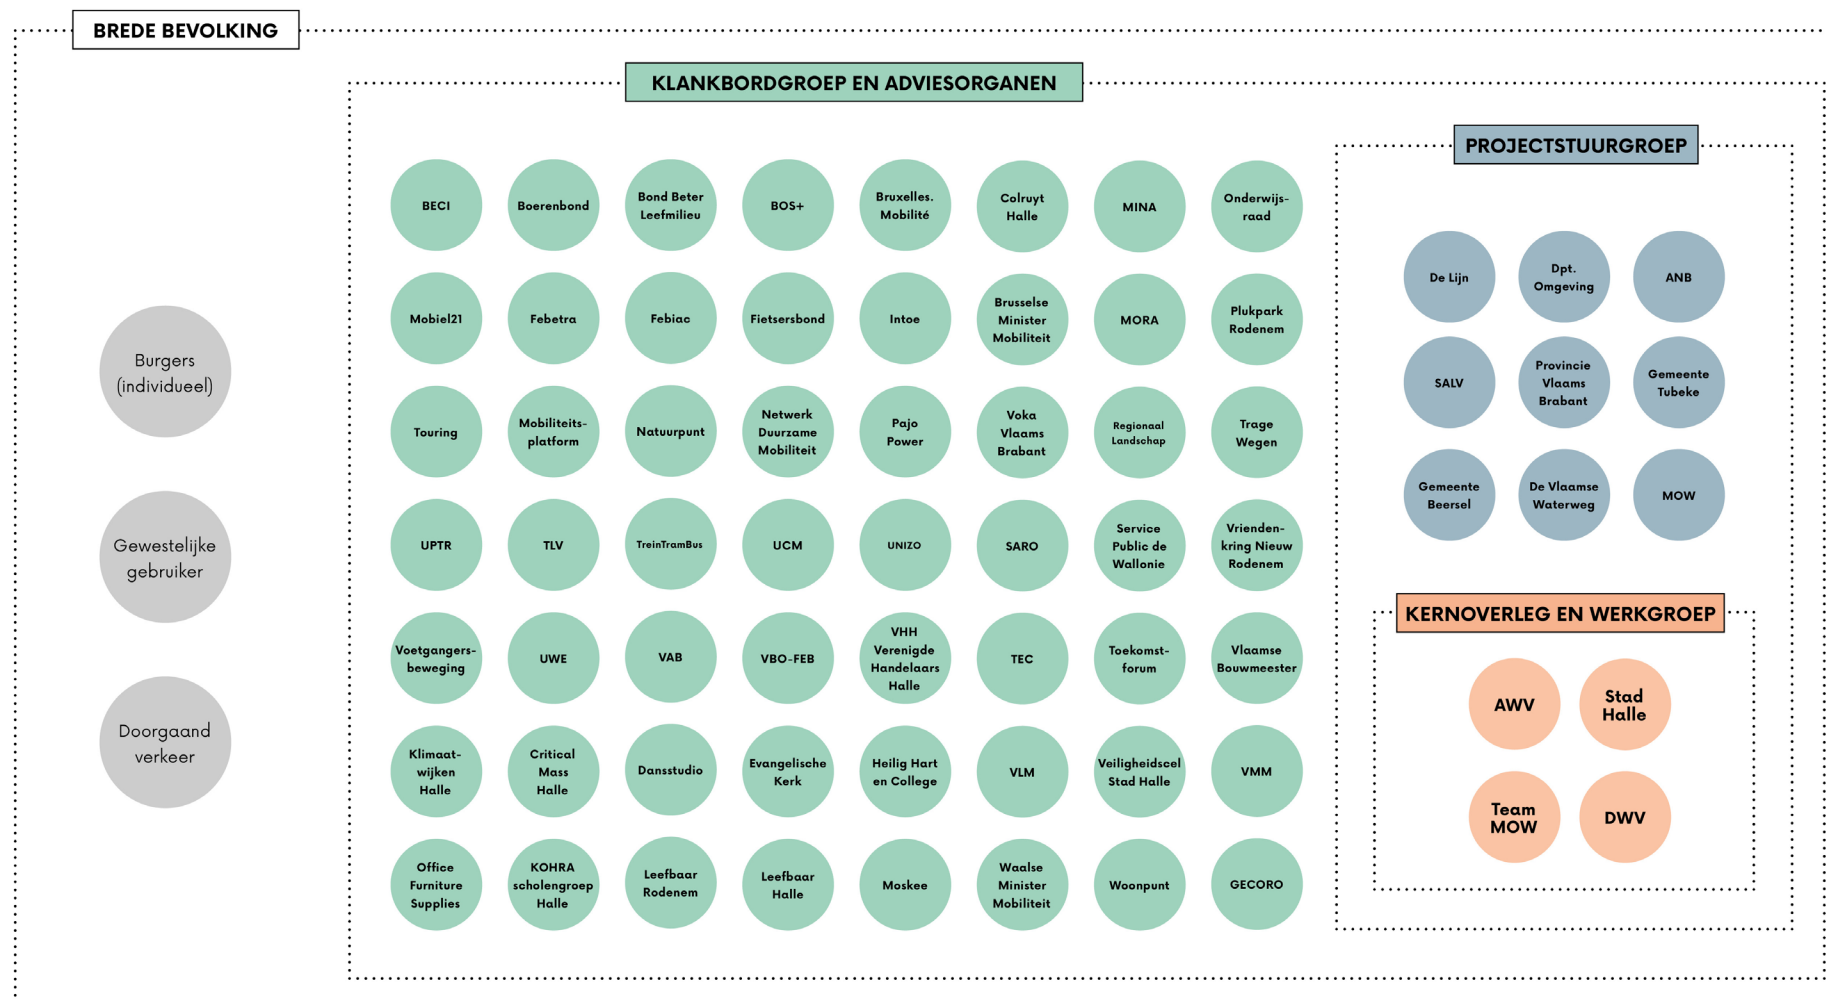 BREDE BEVOLKING
KLANKBORDGROEP EN ADVIESORGANEN
PROJECTSTUURGROEP
KERNOVERLEG EN WERKGROEP
Burgers
(individueel)
Gewestelijke
gebruiker
Doorgaand
verkeer
BECI
Boerenbond
Bond Beter
Leefmilieu
BOS+
Bruxelles.
Mobilité
Colruyt
Halle
MINA
Onderwijs-
raad
Mobiel21
Febetra
Febiac
Fietsersbond
Intoe
Brusselse
Minister
Mobiliteit
MORA
Plukpark
Rodenem
Touring
Mobiliteits-
platform
Natuurpunt
Netwerk
Duurzame
Mobiliteit
Pajo
Power
Voka
Vlaams
Brabant
Regionaal
Landschap
Trage
Wegen
UPTR
TLV
TreinTramBus
UCM
UNIZO
SARO
Service
Public de
Wallonie
Vrienden-
kring Nieuw
Rodenem
Voetgangers-
beweging
UWE
VAB
VBO-FEB
VHH
Verenigde
Handelaars
Halle
TEC
Toekomst-
forum
Vlaamse
Bouwmeester
Klimaat-
wijken
Halle
Critical
Mass
Halle
Dansstudio
Evangelische
Kerk
Heilig Hart
en College
VLM
Veiligheidscel
Stad Halle
VMM
Office
Furniture
Supplies
KOHRA
scholengroep
Halle
Leefbaar
Rodenem
Leefbaar
Halle
Moskee
Waalse
Minister
Mobiliteit
Woonpunt
GECORO
De Lijn
Dpt.
Omgeving
ANB
SALV
Provincie
Vlaams
Brabant
Gemeente
Tubeke
Gemeente
Beersel
De Vlaamse
Waterweg
MOW
AWV
Stad
Halle
Team
MOW
DWV